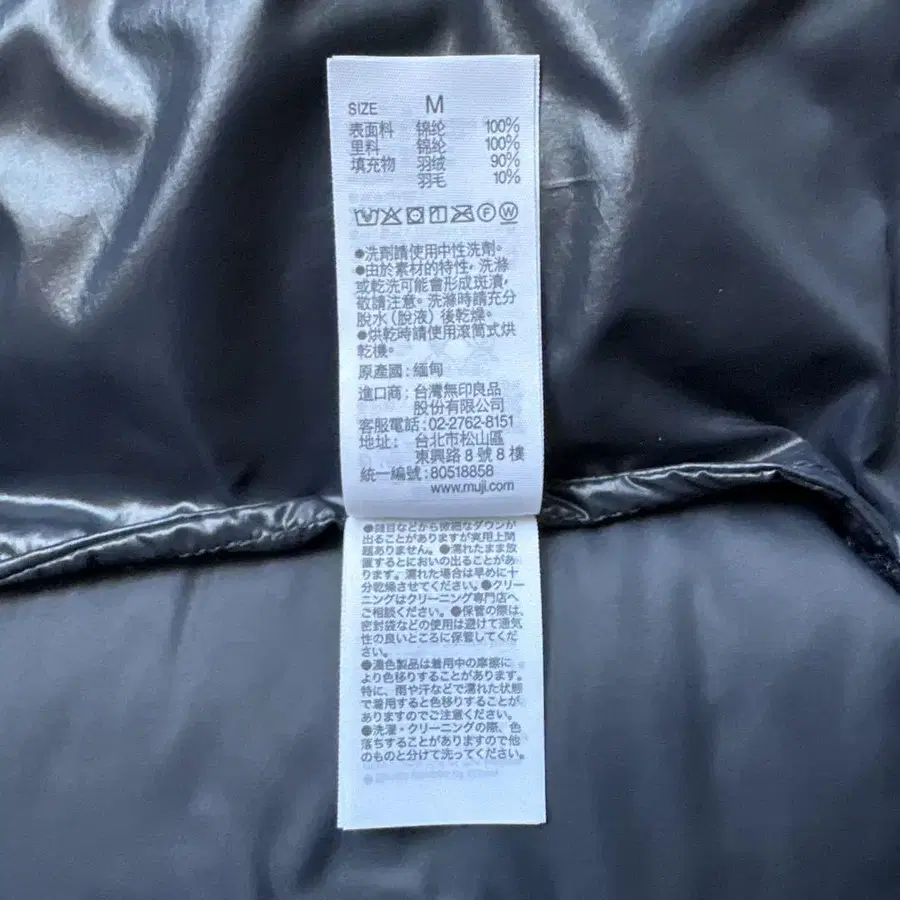 SIZE M
表面料 锦纶 100%
里料 锦纶 100%
填充物 羽绒 90%
羽毛 10%
●洗劑請使用中性洗劑。
●由於素材的特性，洗滌
或乾洗可能會形成斑漬，
敬請注意。洗滌時請充分
脫水（脫液）後乾燥。
●烘乾時請使用滾筒式烘
乾機。
原產國：緬甸
進口商：台灣無印良品
股份有限公司
客服電話：02-2762-8151
地址：台北市松山區
東興路8號8樓
統一編號：80518858
www.muji.com
●縫目などから微細なダウンが
出ることがありますが実用上問
題ありません。●濡れたまま放
置するとにおいの出ることがあ
ります。濡れた場合は早めに十
分乾燥させてください。●クリー
ニングはクリーニング専門店へ
ご相談ください。●保管の際は、
密封袋などの使用は避けて通気
性の良いところに保管してくだ
さい。
●濃色製品は着用中の摩擦に
より色移りすることがあります。
特に、雨や汗などで濡れた状態
で着用すると色移りすることが
ありますのでご注意ください。
●洗濯・クリーニングの際、色
落ちすることがありますので他
のものと分けて洗ってください。